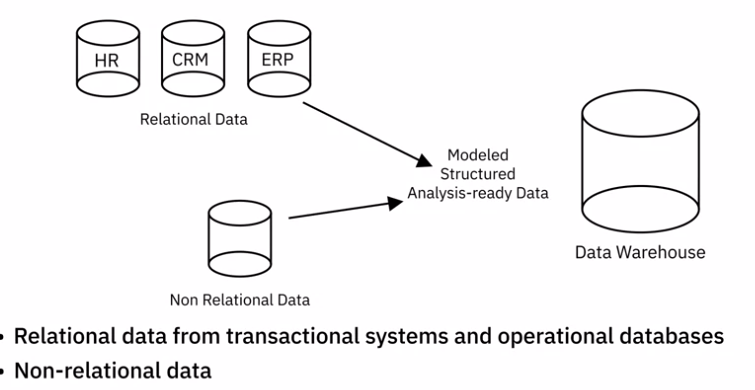 HR
CRM
ERP
Relational Data
Modeled
Structured
Analysis-ready Data
Data Warehouse
Non Relational Data
• Relational data from transactional systems and operational databases
• Non-relational data